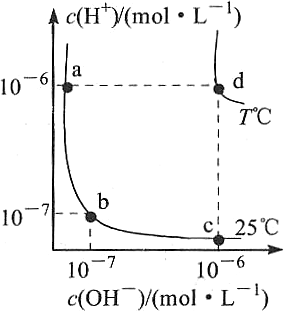 c(H⁺)/(mol·L⁻¹)
10⁻⁶
a
d
T℃
10⁻⁷
b
c
25℃
10⁻⁷
10⁻⁶
c(OH⁻)/(mol·L⁻¹)